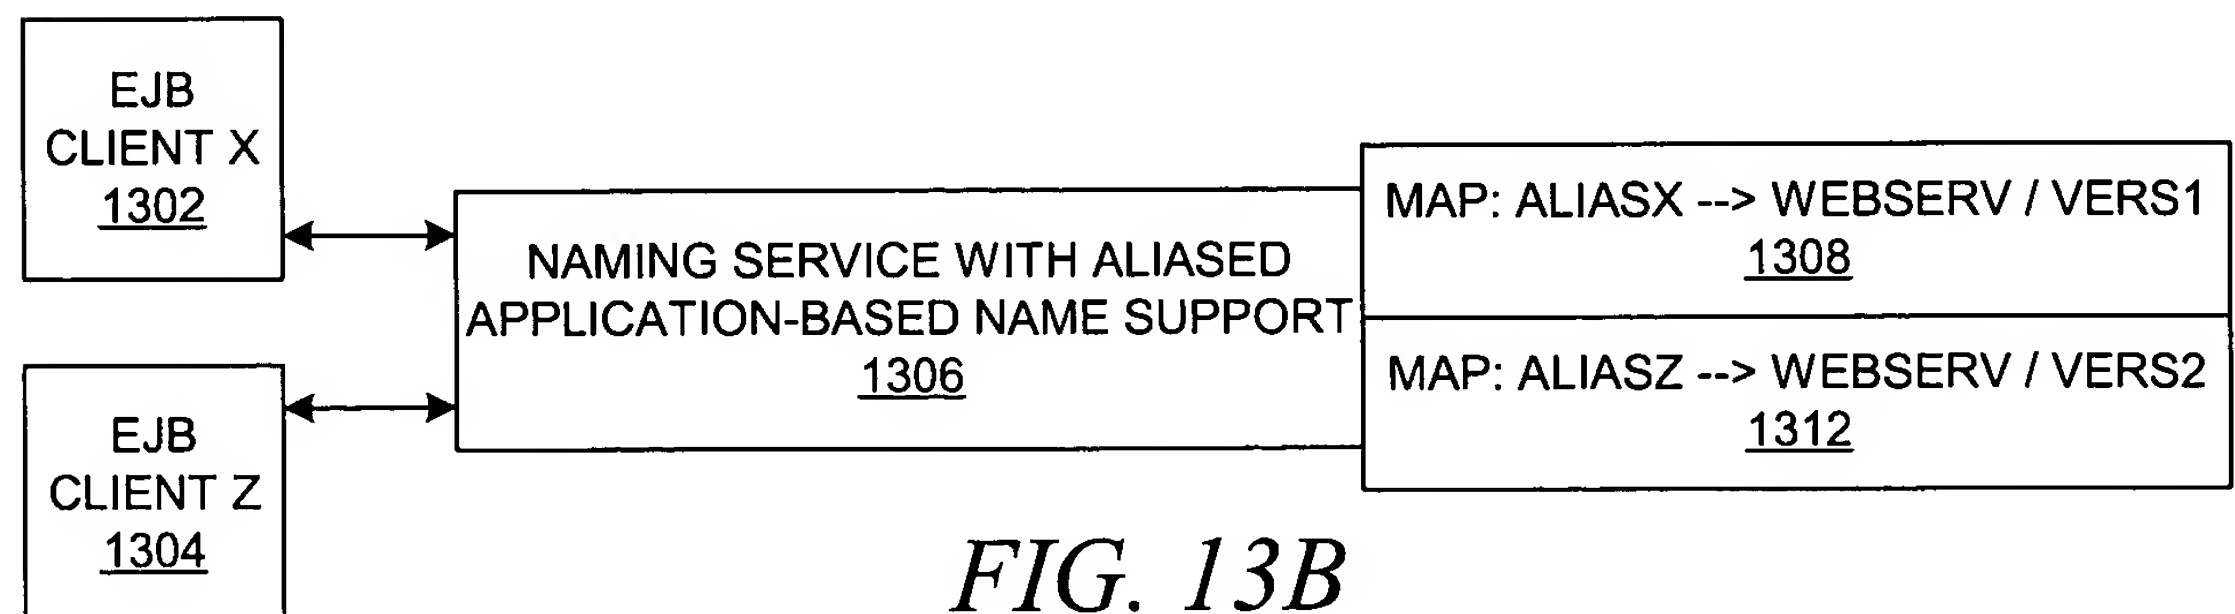 EJB
CLIENT X
1302
EJB
CLIENT Z
1304
NAMING SERVICE WITH ALIASED
APPLICATION-BASED NAME SUPPORT
1306
MAP: ALIASX --> WEBSERV / VERS1
1308
MAP: ALIASZ --> WEBSERV / VERS2
1312
FIG. 13B